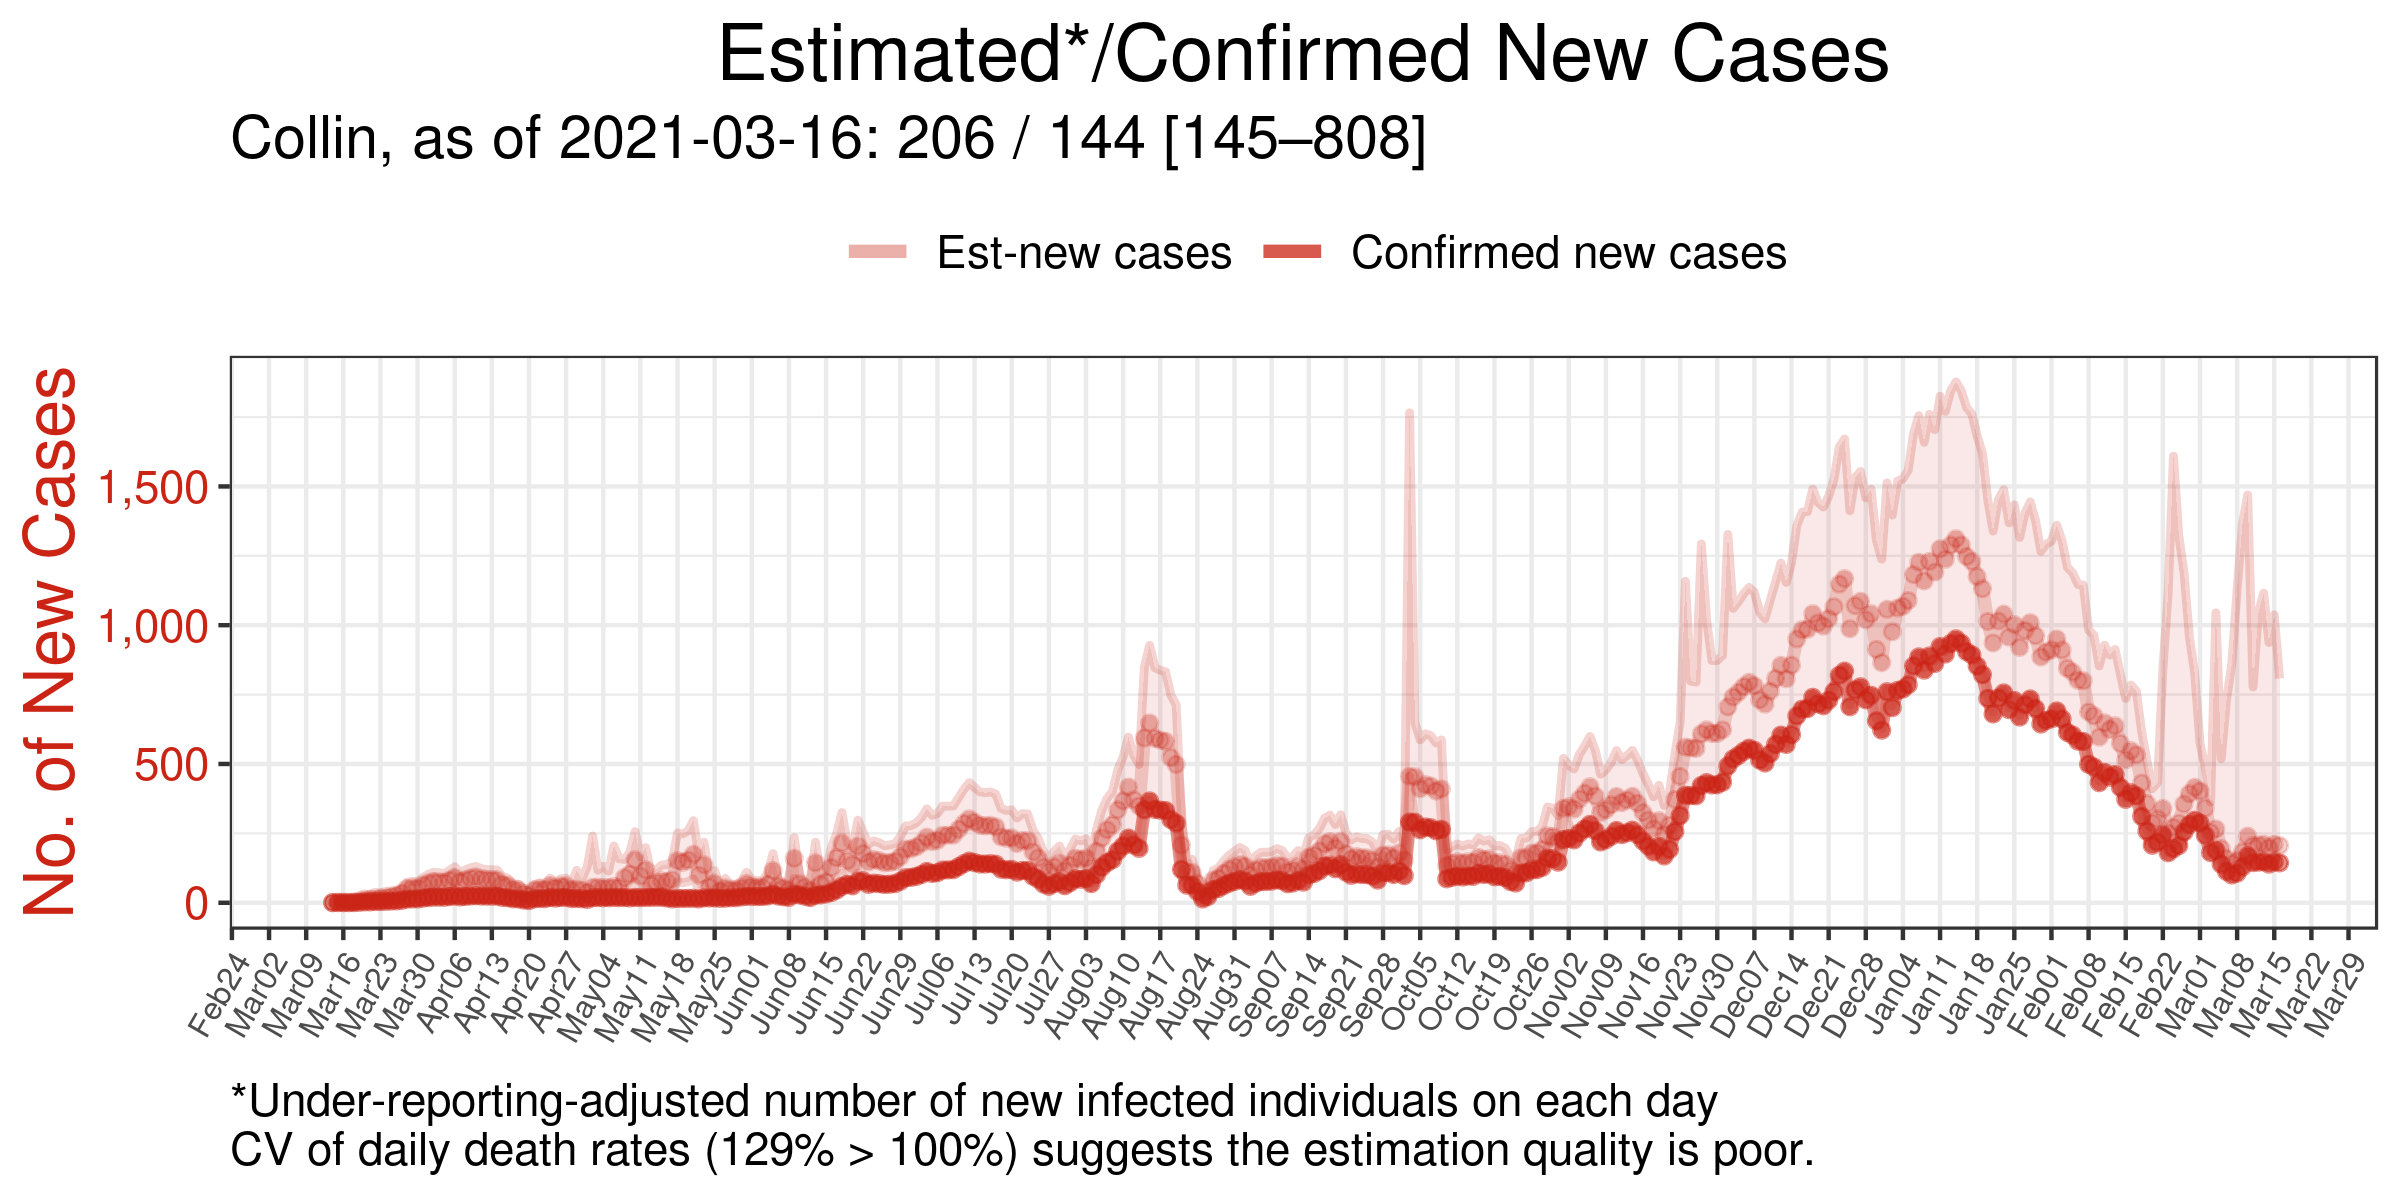 Estimated*/Confirmed New Cases
Collin, as of 2021-03-16: 206 / 144 [145–808]
Est-new cases Confirmed new cases
No. of New Cases
1,500
1,000
500
0
Feb24 Mar02 Mar09 Mar16 Mar23 Mar30 Apr06 Apr13 Apr20 Apr27 May04 May11 May18 May25 Jun01 Jun08 Jun15 Jun22 Jun29 Jul06 Jul13 Jul20 Jul27 Aug03 Aug10 Aug17 Aug24 Aug31 Sep07 Sep14 Sep21 Sep28 Oct05 Oct12 Oct19 Oct26 Nov02 Nov09 Nov16 Nov23 Nov30 Dec07 Dec14 Dec21 Dec28 Jan04 Jan11 Jan18 Jan25 Feb01 Feb08 Feb15 Feb22 Mar01 Mar08 Mar15 Mar22 Mar29
*Under-reporting-adjusted number of new infected individuals on each day
CV of daily death rates (129% > 100%) suggests the estimation quality is poor.